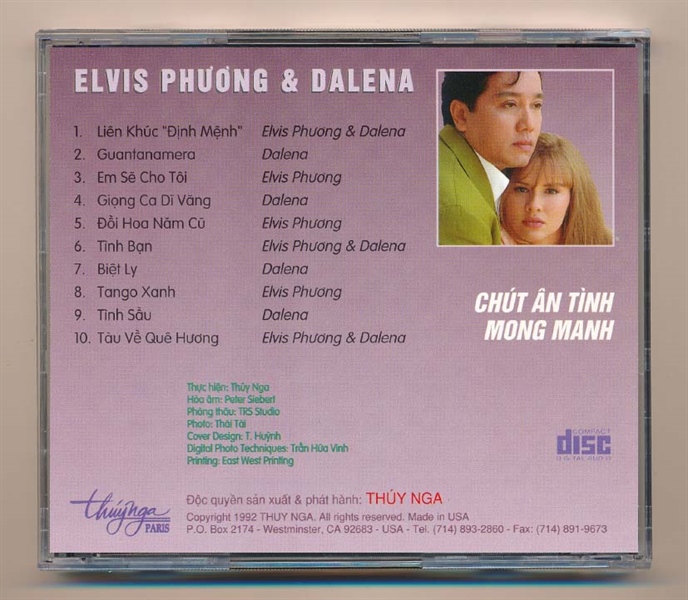 ELVIS PHƯƠNG & DALENA
1. Liên Khúc "Định Mệnh" Elvis Phương & Dalena
2. Guantanamera Dalena
3. Em Sẽ Cho Tôi Elvis Phương
4. Giọng Ca Dĩ Vãng Dalena
5. Đồi Hoa Năm Cũ Elvis Phương
6. Tình Bạn Elvis Phương & Dalena
7. Biệt Ly Dalena
8. Tango Xanh Elvis Phương
9. Tình Sầu Dalena
10. Tàu Về Quê Hương Elvis Phương & Dalena
CHÚT ÂN TÌNH
MONG MANH
Thực hiện: Thúy Nga
Hòa âm: Peter Siebert
Phòng thâu: TRS Studio
Photo: Thái Tài
Cover Design: T. Huỳnh
Digital Photo Techniques: Trần Hữu Vinh
Printing: East West Printing
COMPACT
disc
DIGITAL AUDIO
thúy nga
PARIS
Độc quyền sản xuất & phát hành: THÚY NGA
Copyright 1992 THUY NGA. All rights reserved. Made in USA
P.O. Box 2174 - Westminster, CA 92683 - USA - Tel. (714) 893-2860 - Fax: (714) 891-9673